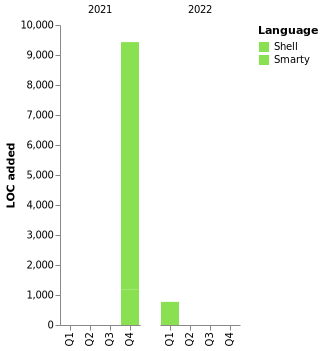 2021 2022
Language
Shell
Smarty
LOC added
10,000
9,000
8,000
7,000
6,000
5,000
4,000
3,000
2,000
1,000
0
Q1 Q2 Q3 Q4 Q1 Q2 Q3 Q4